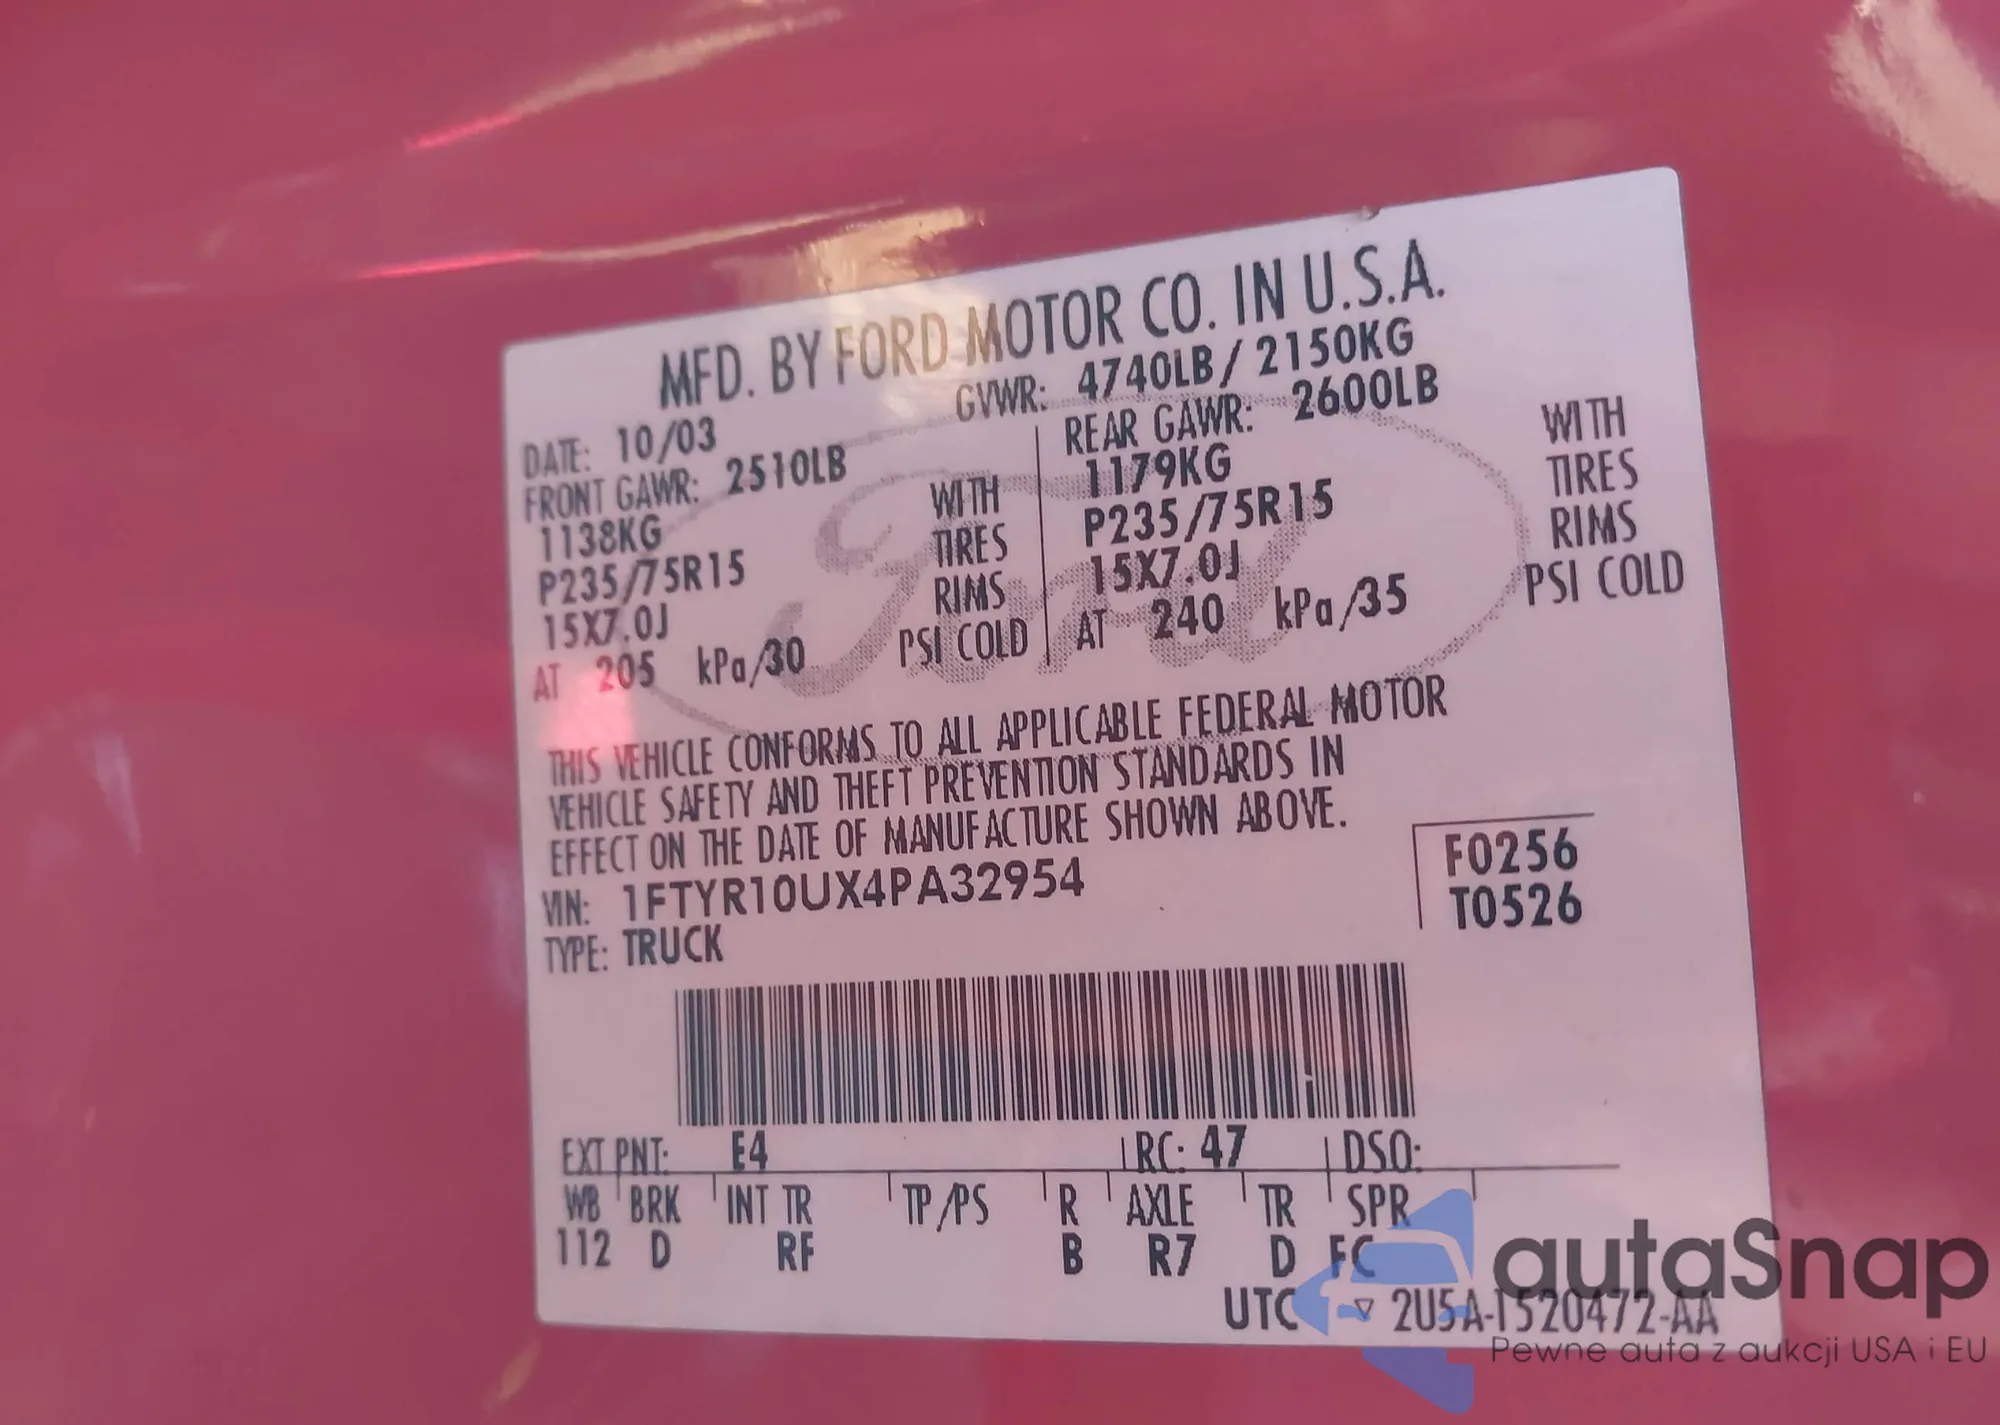 MFD. BY FORD MOTOR CO. IN U.S.A.
DATE: 10/03 GVWR: 4740LB / 2150KG
FRONT GAWR: 2510LB REAR GAWR: 2600LB
1138KG WITH 1179KG WITH
P235/75R15 TIRES P235/75R15 TIRES
15X7.0J RIMS 15X7.0J RIMS
AT 205 kPa/30 PSI COLD AT 240 kPa/35 PSI COLD
Ford
THIS VEHICLE CONFORMS TO ALL APPLICABLE FEDERAL MOTOR
VEHICLE SAFETY AND THEFT PREVENTION STANDARDS IN
EFFECT ON THE DATE OF MANUFACTURE SHOWN ABOVE.
VIN: 1FTYR10UX4PA32954
TYPE: TRUCK
F0256
T0526
EXT PNT: E4 RC: 47 DSO:
WB BRK INT TR TP/PS R AXLE TR SPR
112 D RF B R7 D FC
UTC ▽ 2U5A-1520472-AA
autaSnap
Pewne auta z aukcji USA i EU